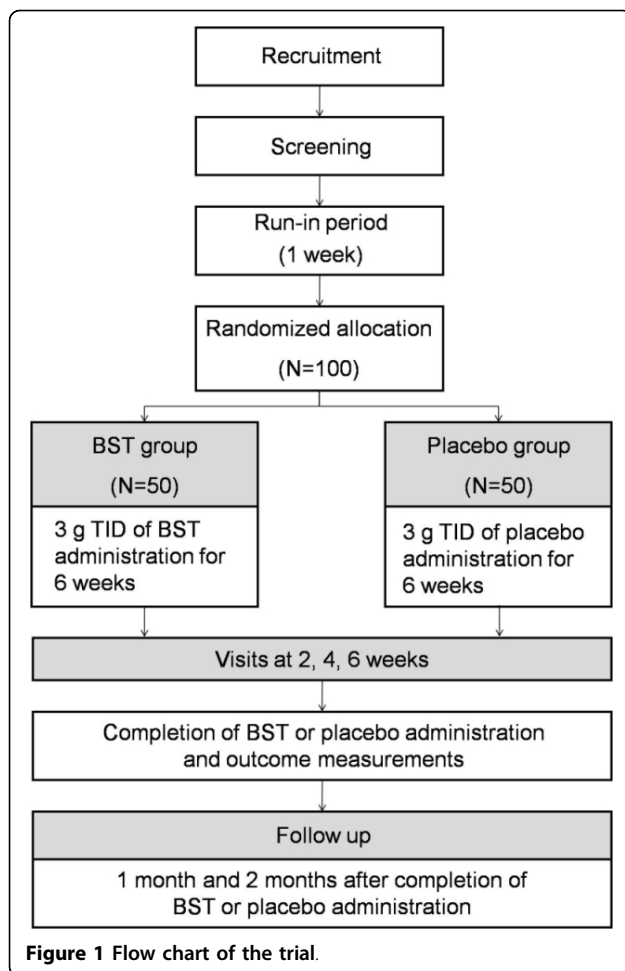 Recruitment
Screening
Run-in period
(1 week)
Randomized allocation
(N=100)
BST group
(N=50)
3 g TID of BST
administration for
6 weeks
Placebo group
(N=50)
3 g TID of placebo
administration for
6 weeks
Visits at 2, 4, 6 weeks
Completion of BST or placebo administration
and outcome measurements
Follow up
1 month and 2 months after completion of
BST or placebo administration
Figure 1 Flow chart of the trial.